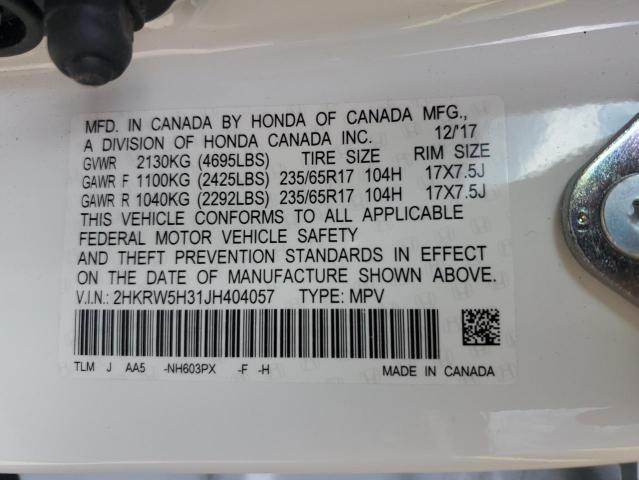 MFD. IN CANADA BY HONDA OF CANADA MFG.,
A DIVISION OF HONDA CANADA INC. 12/'17
GVWR 2130KG (4695LBS) TIRE SIZE RIM SIZE
GAWR F 1100KG (2425LBS) 235/65R17 104H 17X7.5J
GAWR R 1040KG (2292LBS) 235/65R17 104H 17X7.5J
THIS VEHICLE CONFORMS TO ALL APPLICABLE
FEDERAL MOTOR VEHICLE SAFETY
AND THEFT PREVENTION STANDARDS IN EFFECT
ON THE DATE OF MANUFACTURE SHOWN ABOVE.
V.I.N.: 2HKRW5H31JH404057 TYPE: MPV
TLM J AA5 -NH603PX -F -H MADE IN CANADA